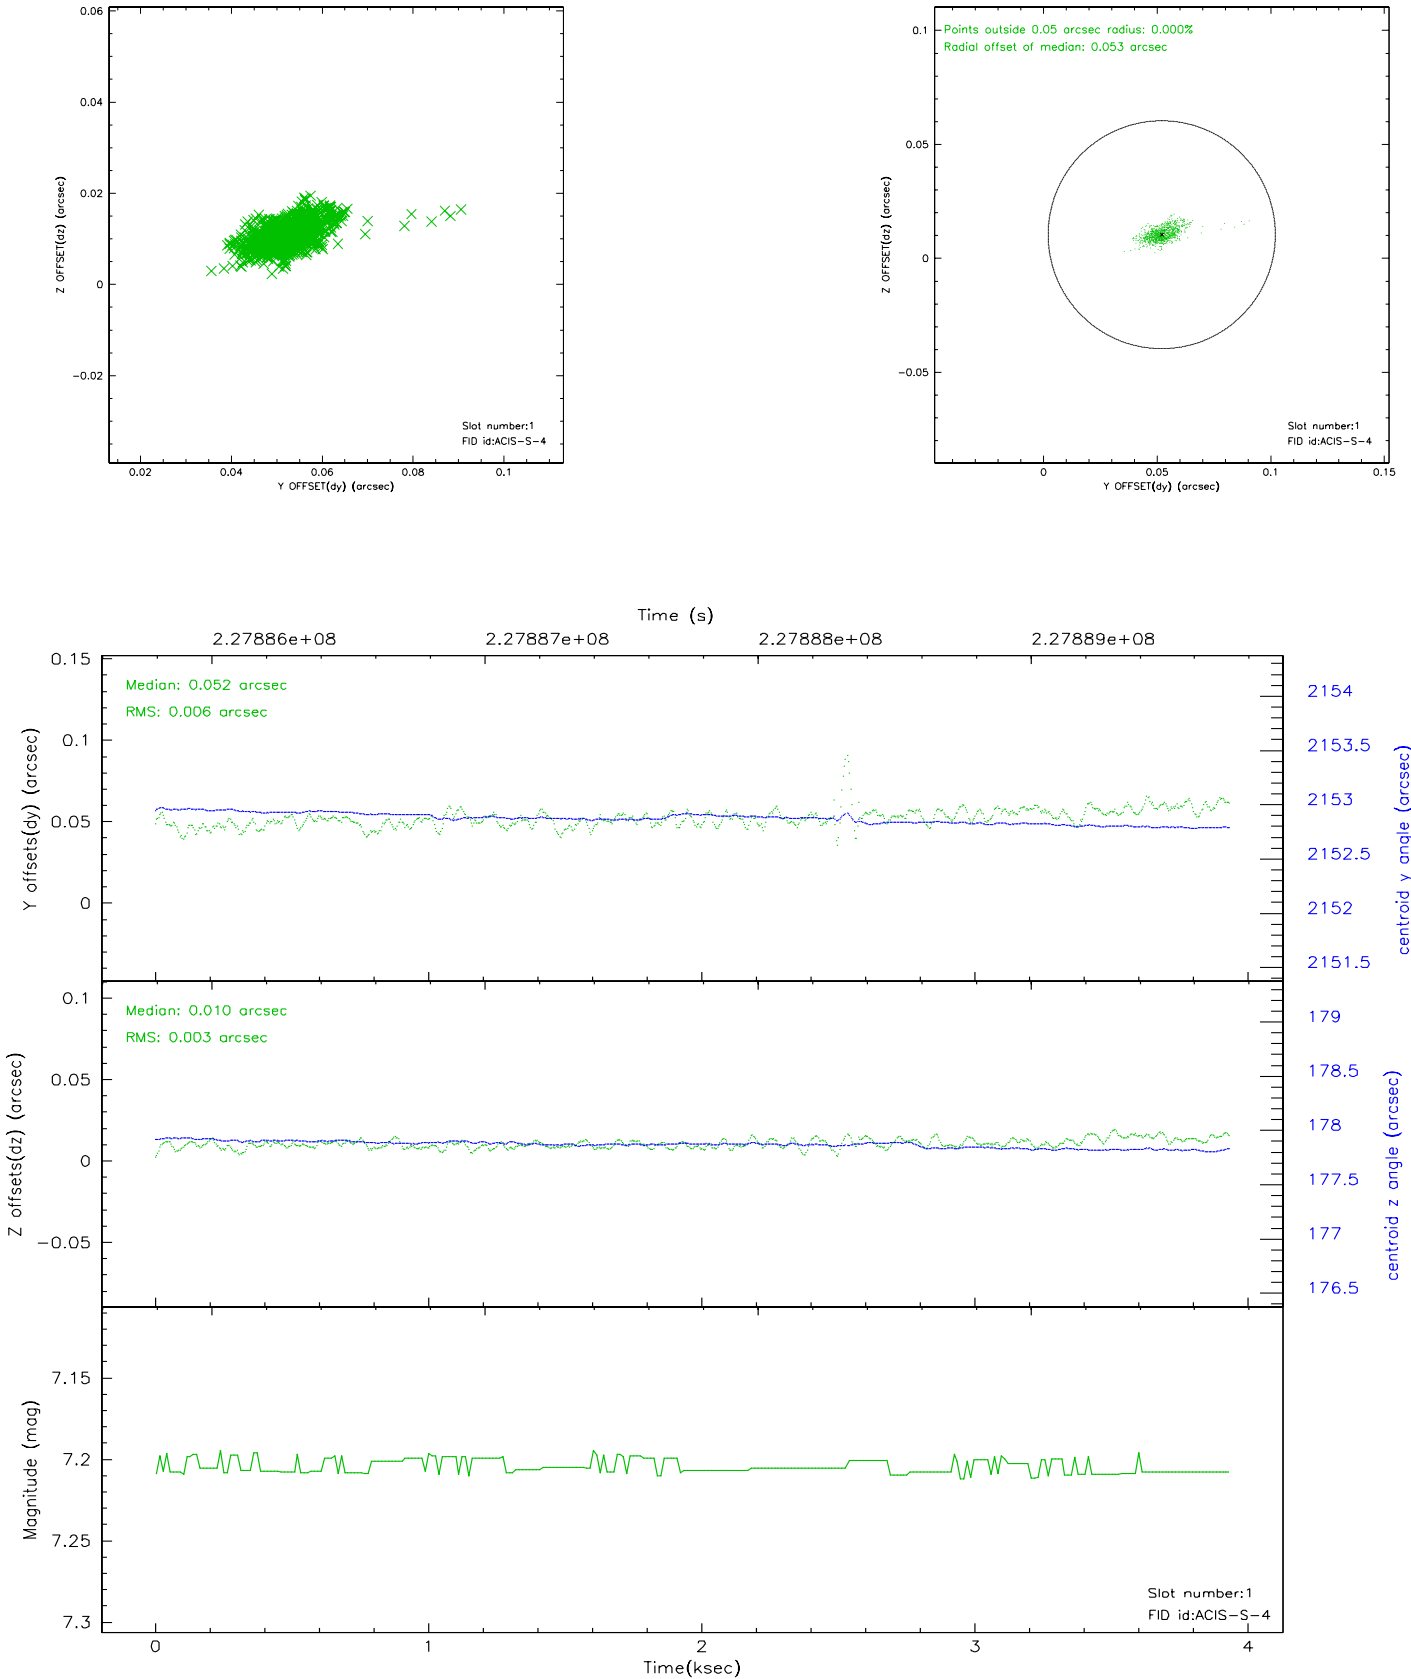 0.06
0.04
0.02
0
−0.02
Z OFFSET(dz) (arcsec)
0.02
0.04
0.06
0.08
0.1
Y OFFSET(dy) (arcsec)
Slot number:1
FID id:ACIS−S−4
Points outside 0.05 arcsec radius: 0.000%
Radial offset of median: 0.053 arcsec
0.1
0.05
0
−0.05
Z OFFSET(dz) (arcsec)
0
0.05
0.1
0.15
Y OFFSET(dy) (arcsec)
Slot number:1
FID id:ACIS−S−4
Time (s)
2.27886e+08
2.27887e+08
2.27888e+08
2.27889e+08
Median: 0.052 arcsec
RMS: 0.006 arcsec
0.15
0.1
0.05
0
Y offsets(dy) (arcsec)
2154
2153.5
2153
2152.5
2152
2151.5
centroid y angle (arcsec)
Median: 0.010 arcsec
RMS: 0.003 arcsec
0.1
0.05
0
−0.05
Z offsets(dz) (arcsec)
179
178.5
178
177.5
177
176.5
centroid z angle (arcsec)
7.15
7.2
7.25
7.3
Magnitude (mag)
Slot number:1
FID id:ACIS−S−4
0
1
2
3
4
Time(ksec)